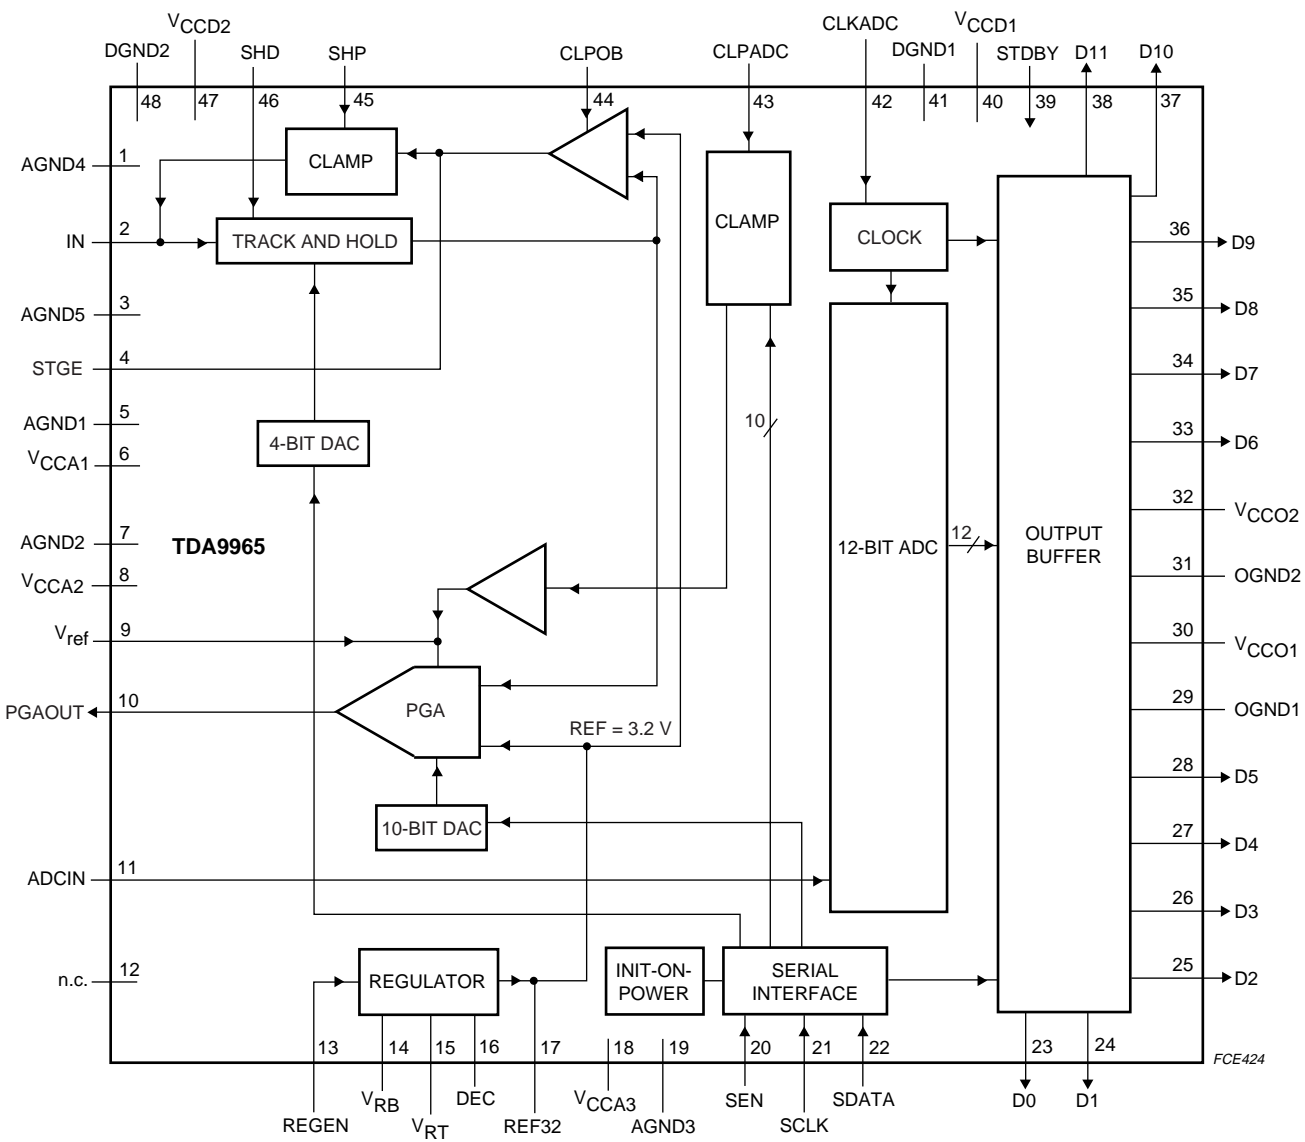 VCCD2
CLKADC
VCCD1
DGND2
SHD
SHP
CLPOB
CLPADC
DGND1
STDBY
D11
D10
48
47
46
45
44
43
42
41
40
39
38
37
AGND4
1
CLAMP
CLAMP
IN
2
TRACK AND HOLD
CLOCK
36
D9
AGND5
3
35
D8
STGE
4
34
D7
AGND1
5
10
33
D6
4-BIT DAC
VCCA1
6
32
VCCO2
AGND2
7
TDA9965
12-BIT ADC
12
OUTPUT
BUFFER
VCCA2
8
31
OGND2
Vref
9
30
VCCO1
PGAOUT
10
PGA
REF = 3.2 V
29
OGND1
28
D5
10-BIT DAC
27
D4
ADCIN
11
26
D3
n.c.
12
REGULATOR
INIT-ON-
POWER
SERIAL
INTERFACE
25
D2
13
14
15
16
17
18
19
20
21
22
23
24
FCE424
REGEN
VRB
VRT
DEC
REF32
VCCA3
AGND3
SEN
SCLK
SDATA
D0
D1